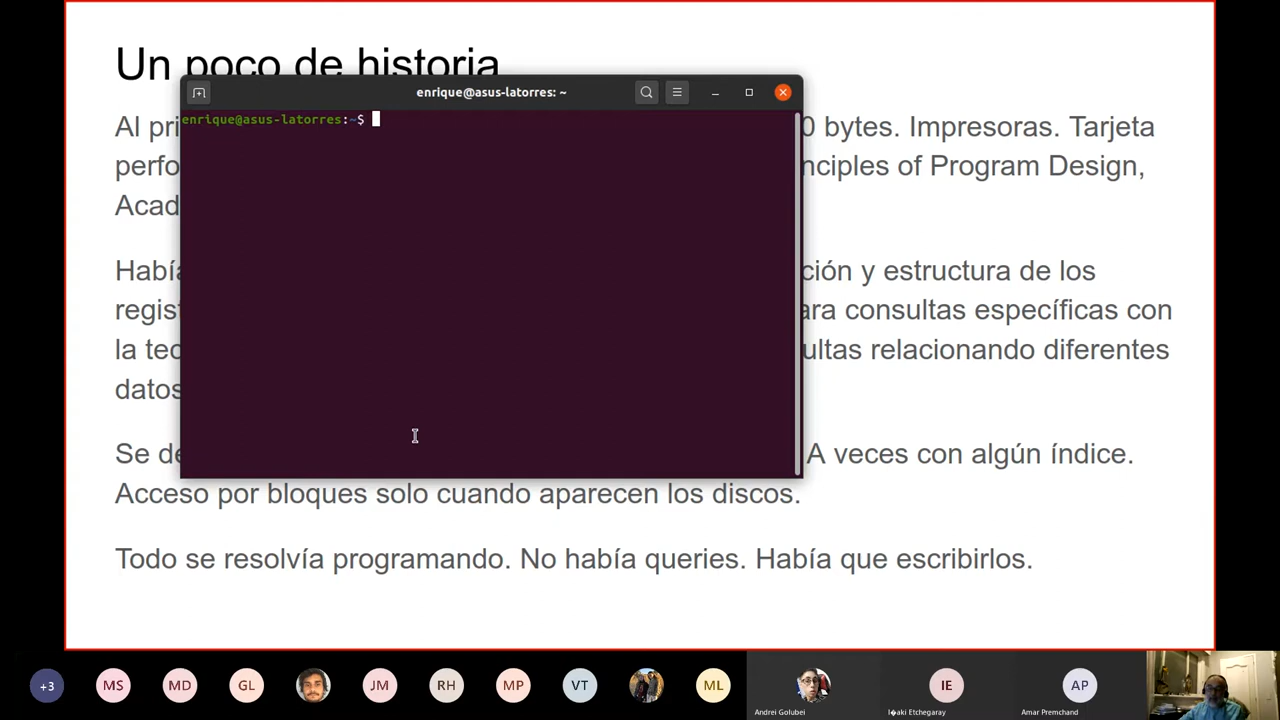 Un poco de historia
enrique@asus-latorres: ~
enrique@asus-latorres:~$
Al pri 0 bytes. Impresoras. Tarjeta
perfo nciples of Program Design,
Acad
Había ción y estructura de los
regist ara consultas específicas con
la tec ultas relacionando diferentes
datos
Se de A veces con algún índice.
Acceso por bloques solo cuando aparecen los discos.
Todo se resolvía programando. No había queries. Había que escribirlos.
+3
MS
MD
GL
JM
RH
MP
VT
ML
IE
AP
Andrei Golubei
I�aki Etchegaray
Amar Premchand